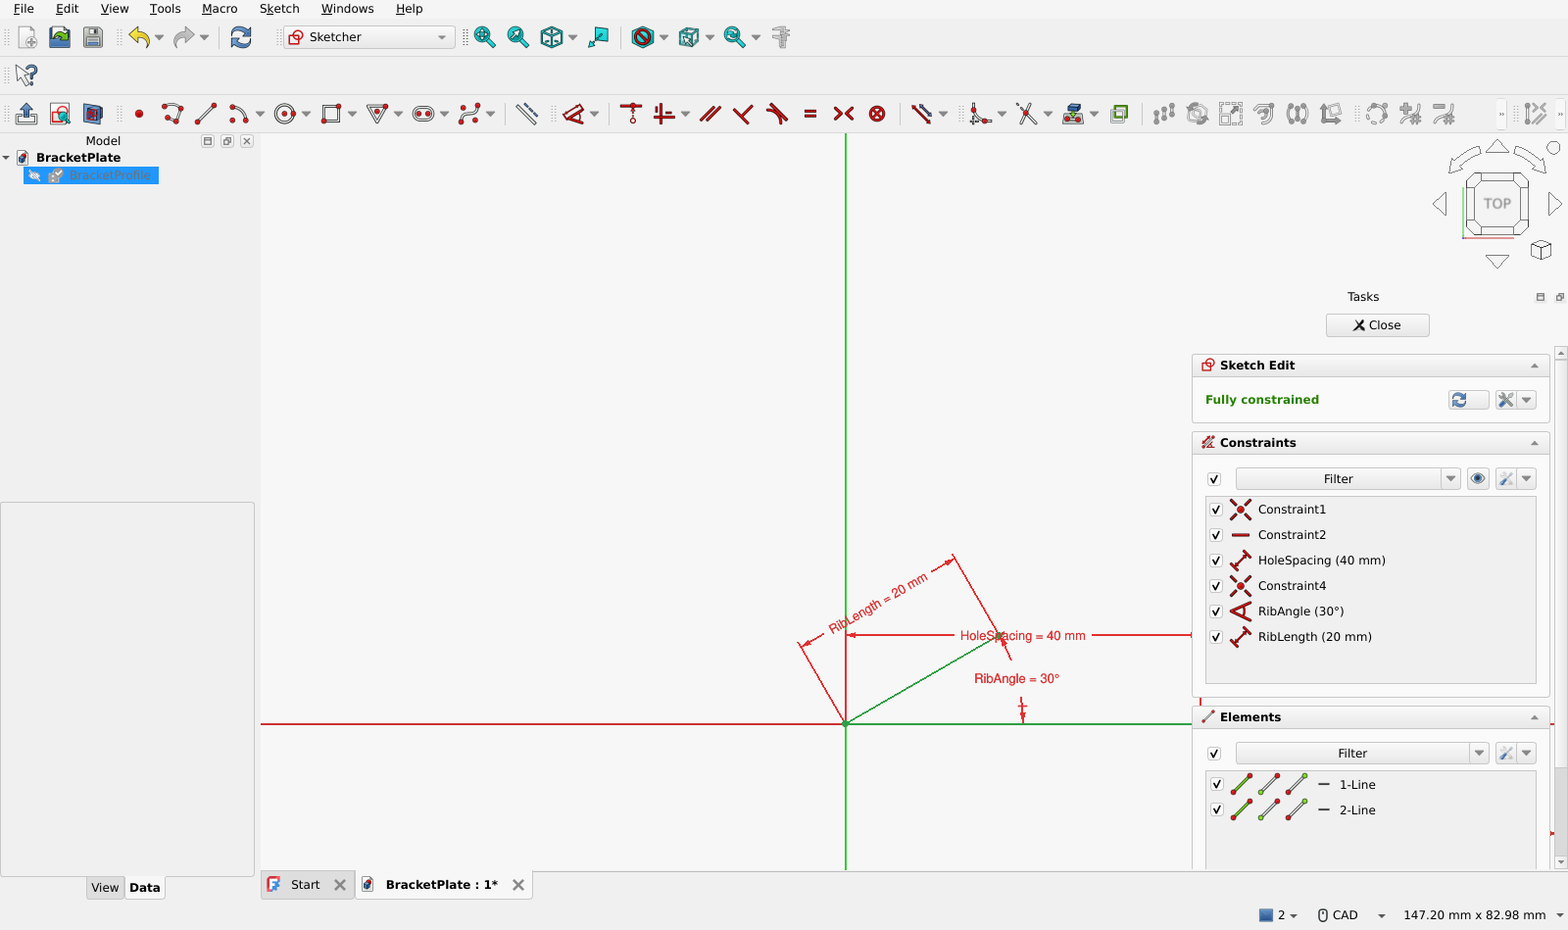 File Edit View Tools Macro Sketch Windows Help
Sketcher
Model
BracketPlate
BracketProfile
TOP
Tasks
Close
Sketch Edit
Fully constrained
Constraints
Filter
Constraint1
Constraint2
HoleSpacing (40 mm)
Constraint4
RibAngle (30°)
RibLength (20 mm)
RibLength = 20 mm
HoleSpacing = 40 mm
RibAngle = 30°
Elements
Filter
1-Line
2-Line
View Data
Start
BracketPlate : 1*
2
CAD
147.20 mm x 82.98 mm